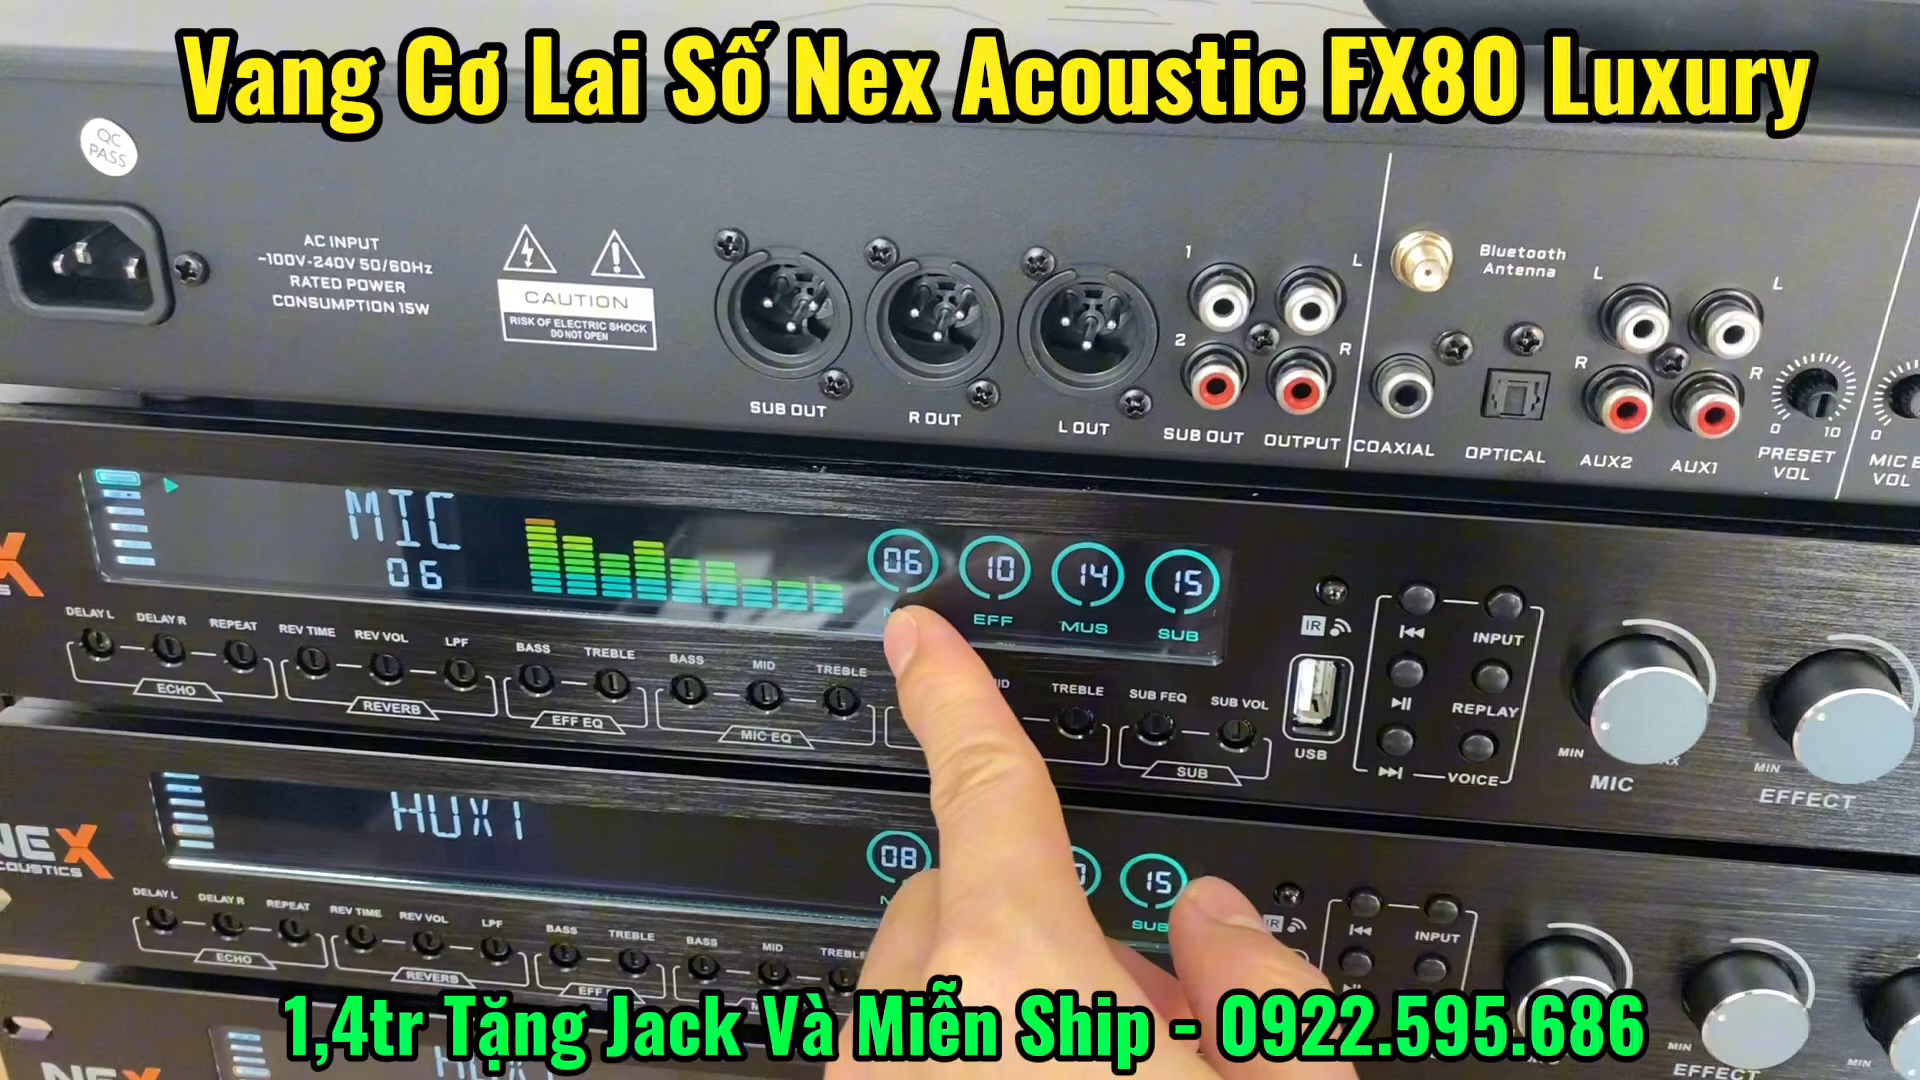 Vang Cơ Lai Số Nex Acoustic FX80 Luxury
QC
PASS
AC INPUT
~100V-240V 50/60Hz
RATED POWER
CONSUMPTION 15W
CAUTION
RISK OF ELECTRIC SHOCK
DO NOT OPEN
SUB OUT
R OUT
L OUT
1
2
SUB OUT
L
R
OUTPUT
Bluetooth
Antenna
COAXIAL
OPTICAL
L
R
AUX2
L
R
AUX1
0 10
PRESET
VOL
0
MIC
VOL
MIC
06
06
10
14
15
EFF
MUS
SUB
DELAY L
DELAY R
REPEAT
ECHO
REV TIME
REV VOL
LPF
REVERB
BASS
TREBLE
EFF EQ
BASS
MID
TREBLE
MIC EQ
TREBLE
SUB FEQ
SUB VOL
SUB
IR
USB
INPUT
REPLAY
VOICE
MIN
MIC
MIN
EFFECT
NEX
ACOUSTICS
AUX1
08
15
SUB
DELAY L
DELAY R
REPEAT
ECHO
REV TIME
REV VOL
LPF
REVERB
BASS
TREBLE
EFF
BASS
MID
TREBLE
IR
INPUT
MIN
EFFECT
MIN
NEX
AUX1
1,4tr Tặng Jack Và Miễn Ship - 0922.595.686